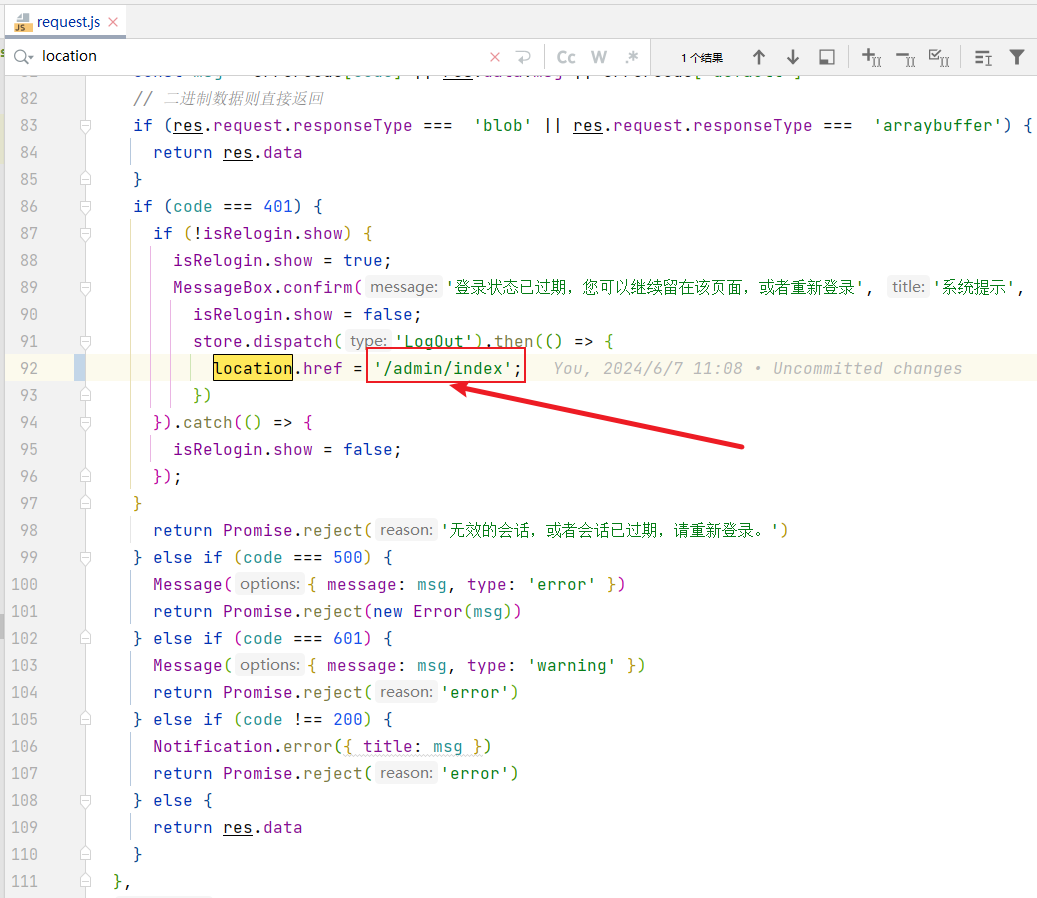 JS request.js
location Cc W .* 1 个结果
82 // 二进制数据则直接返回
83 if (res.request.responseType === 'blob' || res.request.responseType === 'arraybuffer') {
84 return res.data
85 }
86 if (code === 401) {
87 if (!isRelogin.show) {
88 isRelogin.show = true;
89 MessageBox.confirm( message: '登录状态已过期，您可以继续留在该页面，或者重新登录', title: '系统提示',
90 isRelogin.show = false;
91 store.dispatch( type: 'LogOut').then(() => {
92 location.href = '/admin/index'; You, 2024/6/7 11:08 • Uncommitted changes
93 })
94 }).catch(() => {
95 isRelogin.show = false;
96 });
97 }
98 return Promise.reject( reason: '无效的会话，或者会话已过期，请重新登录。')
99 } else if (code === 500) {
100 Message( options: { message: msg, type: 'error' })
101 return Promise.reject(new Error(msg))
102 } else if (code === 601) {
103 Message( options: { message: msg, type: 'warning' })
104 return Promise.reject( reason: 'error')
105 } else if (code !== 200) {
106 Notification.error({ title: msg })
107 return Promise.reject( reason: 'error')
108 } else {
109 return res.data
110 }
111 },